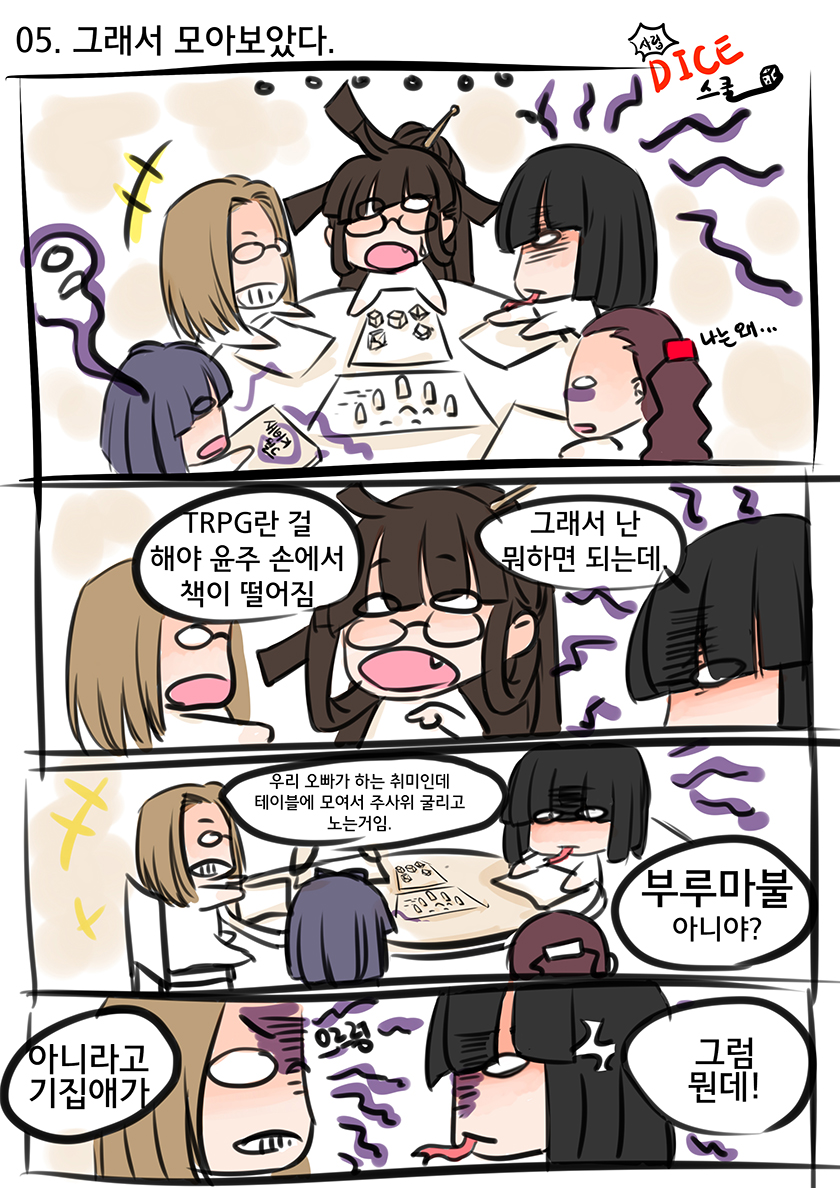 05. 그래서 모아보았다.
사립
DICE
스쿨
나는 왜...
TRPG란 걸
해야 윤주 손에서
책이 떨어짐
그래서 난
뭐하면 되는데.
우리 오빠가 하는 취미인데
테이블에 모여서 주사위 굴리고
노는거임.
부루마불
아니야?
아니라고
기집애가
으렁
그럼
뭔데!